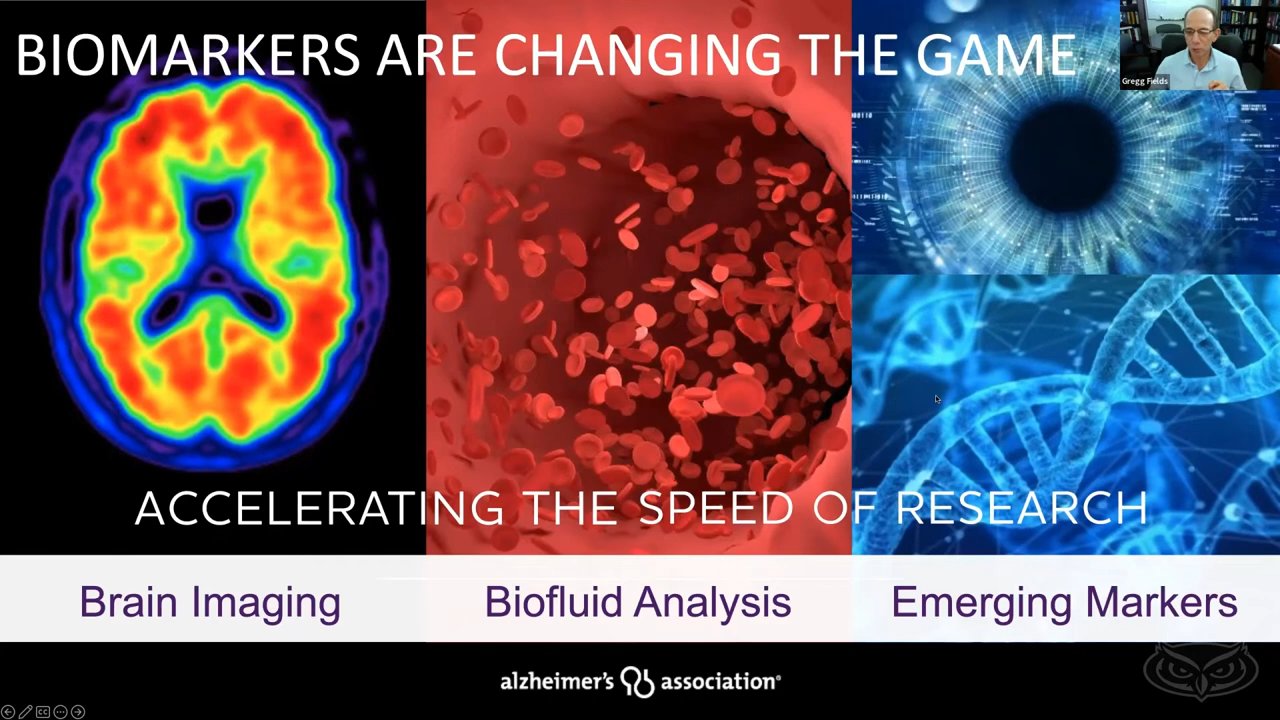 BIOMARKERS ARE CHANGING THE GAME
Gregg Fields
ACCELERATING THE SPEED OF RESEARCH
Brain Imaging
Biofluid Analysis
Emerging Markers
alzheimer's association®
CC